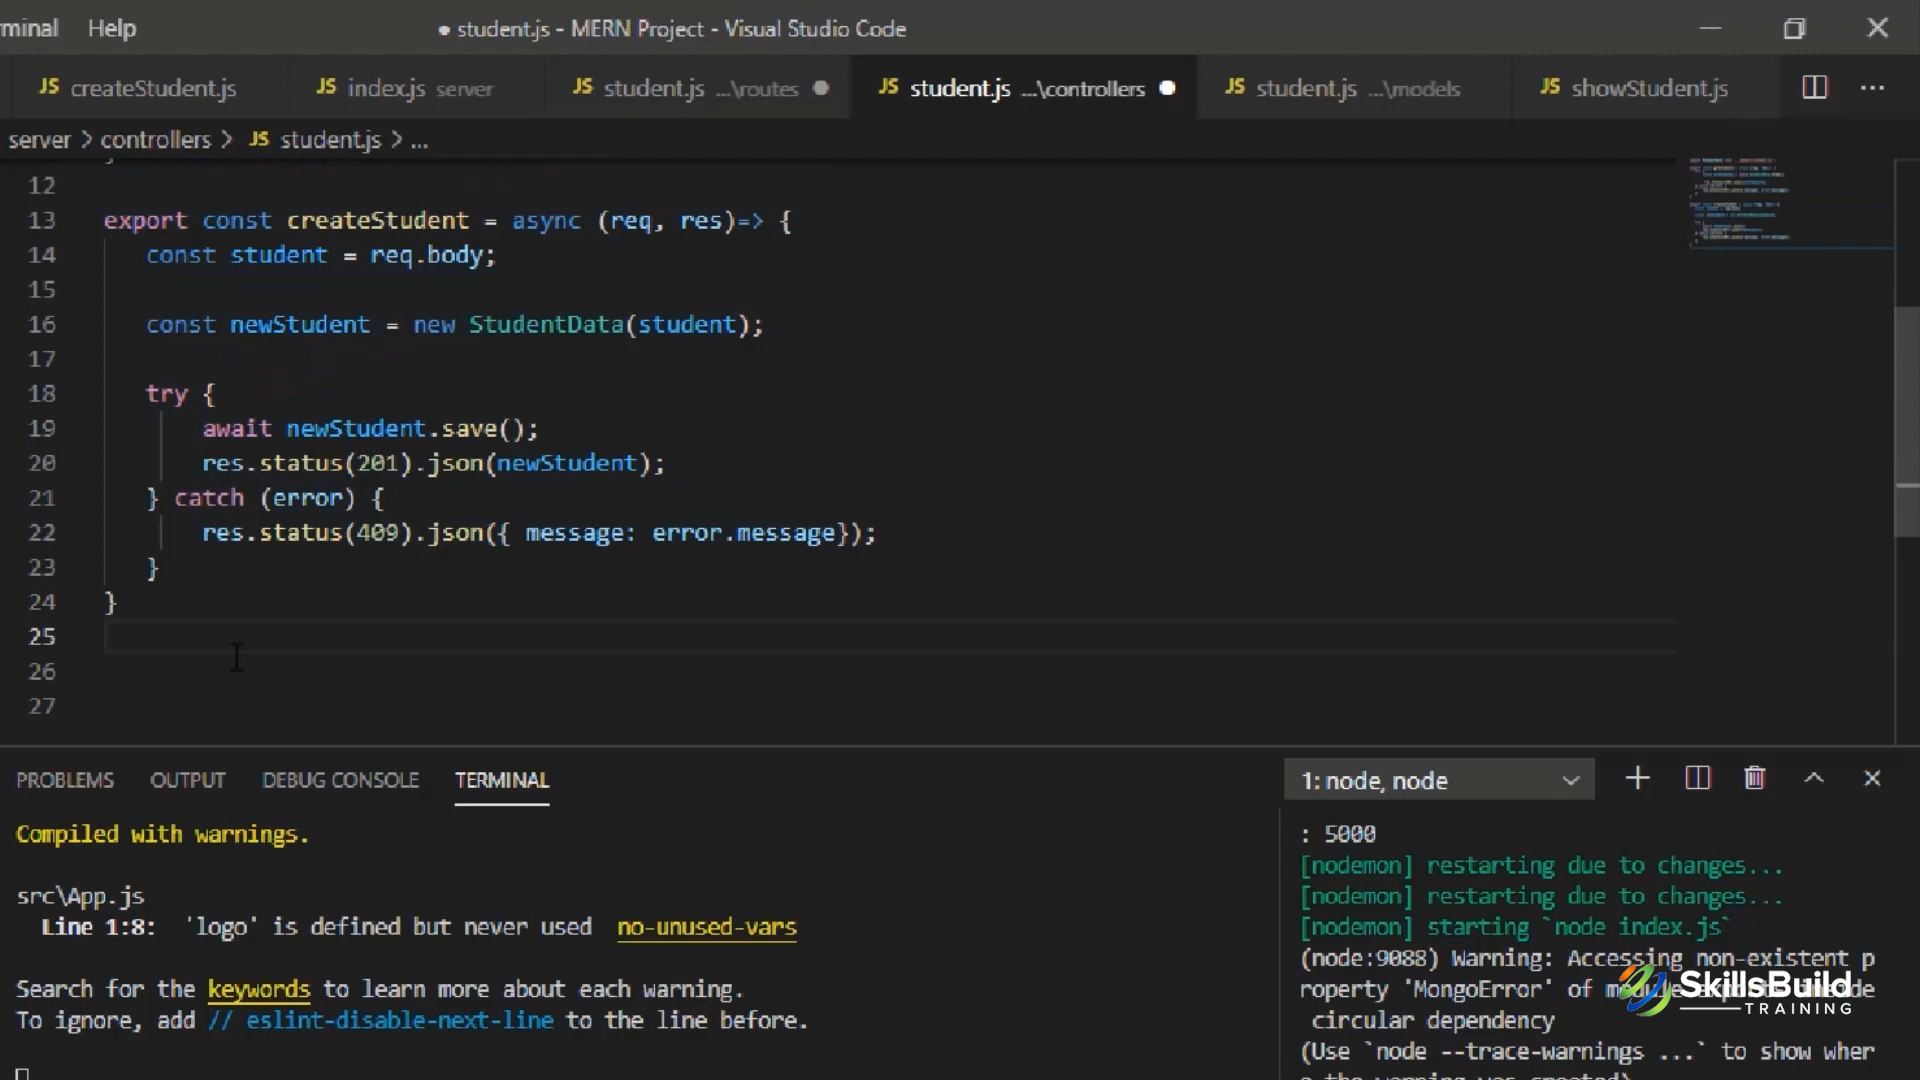 rminal Help ● student.js - MERN Project - Visual Studio Code
JS createStudent.js JS index.js server JS student.js ...\routes ● JS student.js ...\controllers ● JS student.js ...\models JS showStudent.js ...
server > controllers > JS student.js > ...
12
13 export const createStudent = async (req, res)=> {
14 const student = req.body;
15
16 const newStudent = new StudentData(student);
17
18 try {
19 await newStudent.save();
20 res.status(201).json(newStudent);
21 } catch (error) {
22 res.status(409).json({ message: error.message});
23 }
24 }
25
26
27
PROBLEMS OUTPUT DEBUG CONSOLE TERMINAL 1: node, node
Compiled with warnings.
src\App.js
Line 1:8: 'logo' is defined but never used no-unused-vars
Search for the keywords to learn more about each warning.
To ignore, add // eslint-disable-next-line to the line before.
: 5000
[nodemon] restarting due to changes...
[nodemon] restarting due to changes...
[nodemon] starting `node index.js`
(node:9088) Warning: Accessing non-existent p
roperty 'MongoError' of
circular dependency
(Use `node --trace-warnings ...` to show wher
SkillsBuild
TRAINING